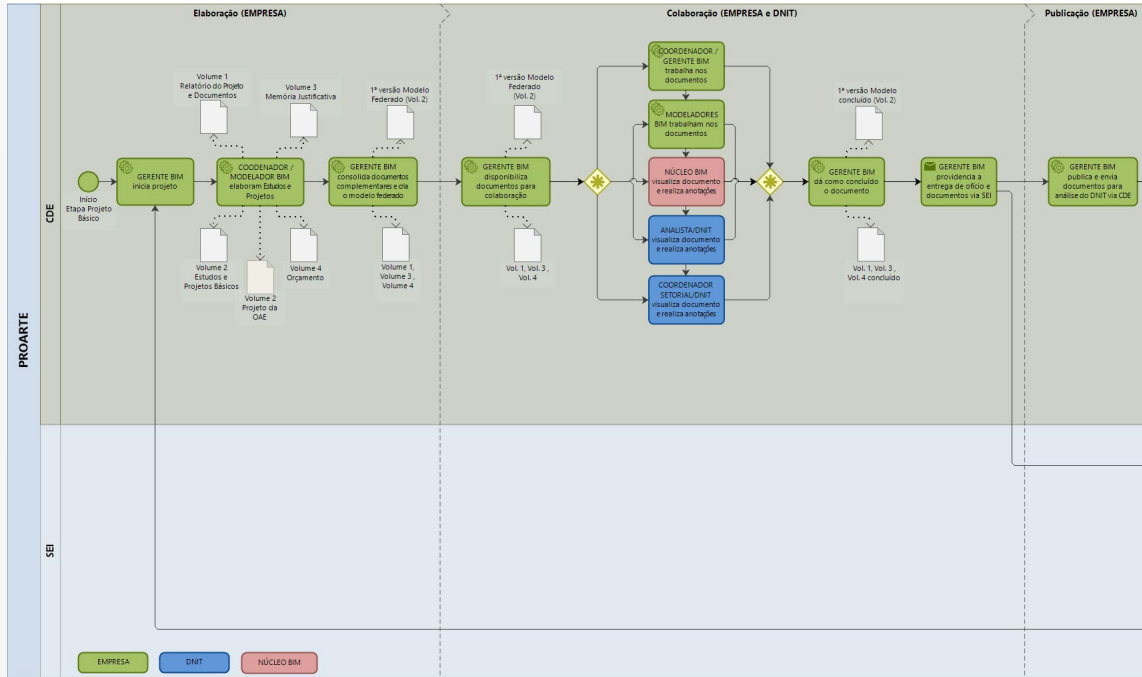 Elaboração (EMPRESA)
Colaboração (EMPRESA e DNIT)
Publicação (EMPRESA)
PROARTE
CDE
SEI
Início
Etapa Projeto
Básico
GERENTE BIM
inicia projeto
Volume 1
Relatório do Projeto
e Documentos
Volume 3
Memória Justificativa
COODENADOR /
MODELADOR BIM
elaboram Estudos e
Projetos
Volume 2
Estudos e
Projetos Básicos
Volume 2
Projeto da
OAE
Volume 4
Orçamento
1ª versão Modelo
Federado (Vol. 2)
GERENTE BIM
consolida documentos
complementares e cria
o modelo federado
Volume 1,
Volume 3 ,
Volume 4
1ª versão Modelo
Federado
(Vol. 2)
GERENTE BIM
disponibiliza
documentos para
colaboração
Vol. 1, Vol. 3 ,
Vol. 4
COORDENADOR /
GERENTE BIM
trabalha nos
documentos
MODELADORES
BIM trabalham nos
documentos
NÚCLEO BIM
visualiza documento
e realiza anotações
ANALISTA/DNIT
visualiza documento
e realiza anotações
COORDENADOR
SETORIAL/DNIT
visualiza documento
e realiza anotações
1ª versão Modelo
concluído (Vol. 2)
GERENTE BIM
dá como concluído
o documento
Vol. 1, Vol. 3 ,
Vol. 4 concluído
GERENTE BIM
providencia a
entrega de ofício e
documentos via SEI
GERENTE BIM
publica e envia
documentos para
análise do DNIT via CDE
EMPRESA
DNIT
NÚCLEO BIM